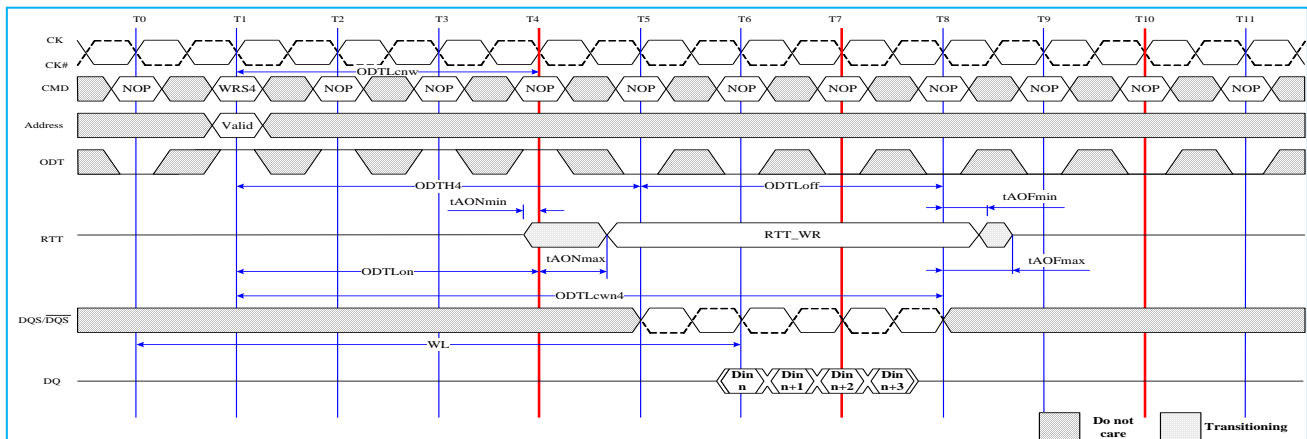 T0 T1 T2 T3 T4 T5 T6 T7 T8 T9 T10 T11
CK
CK#
ODTLcnw
CMD NOP WRS4 NOP NOP NOP NOP NOP NOP NOP NOP NOP NOP
Address Valid
ODT
ODTH4 ODTLoff
tAONmin tAOFmin
RTT RTT_WR
ODTLon tAONmax tAOFmax
ODTLcwn4
DQS/DQS
WL
DQ Din n Din n+1 Din n+2 Din n+3
Do not care Transitioning